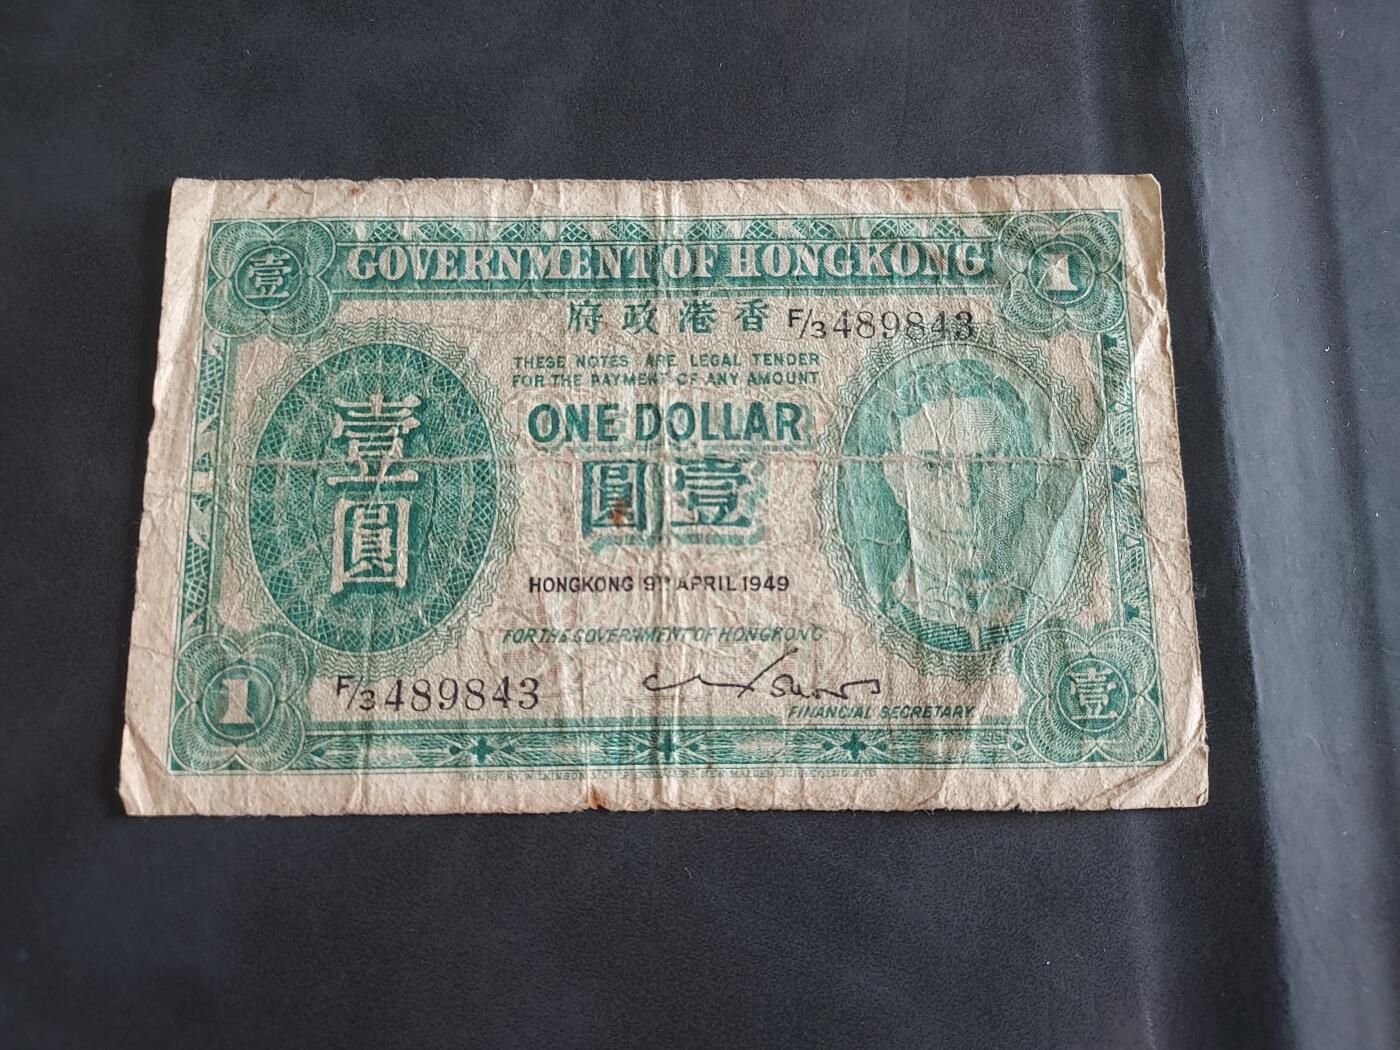 壹
GOVERNMENT OF HONGKONG
1
府政港香
F/3 489843
THESE NOTES ARE LEGAL TENDER
FOR THE PAYMENT OF ANY AMOUNT
ONE DOLLAR
圓壹
壹圓
HONGKONG 9TH APRIL 1949
FOR THE GOVERNMENT OF HONGKONG
F/3 489843
FINANCIAL SECRETARY
1
壹